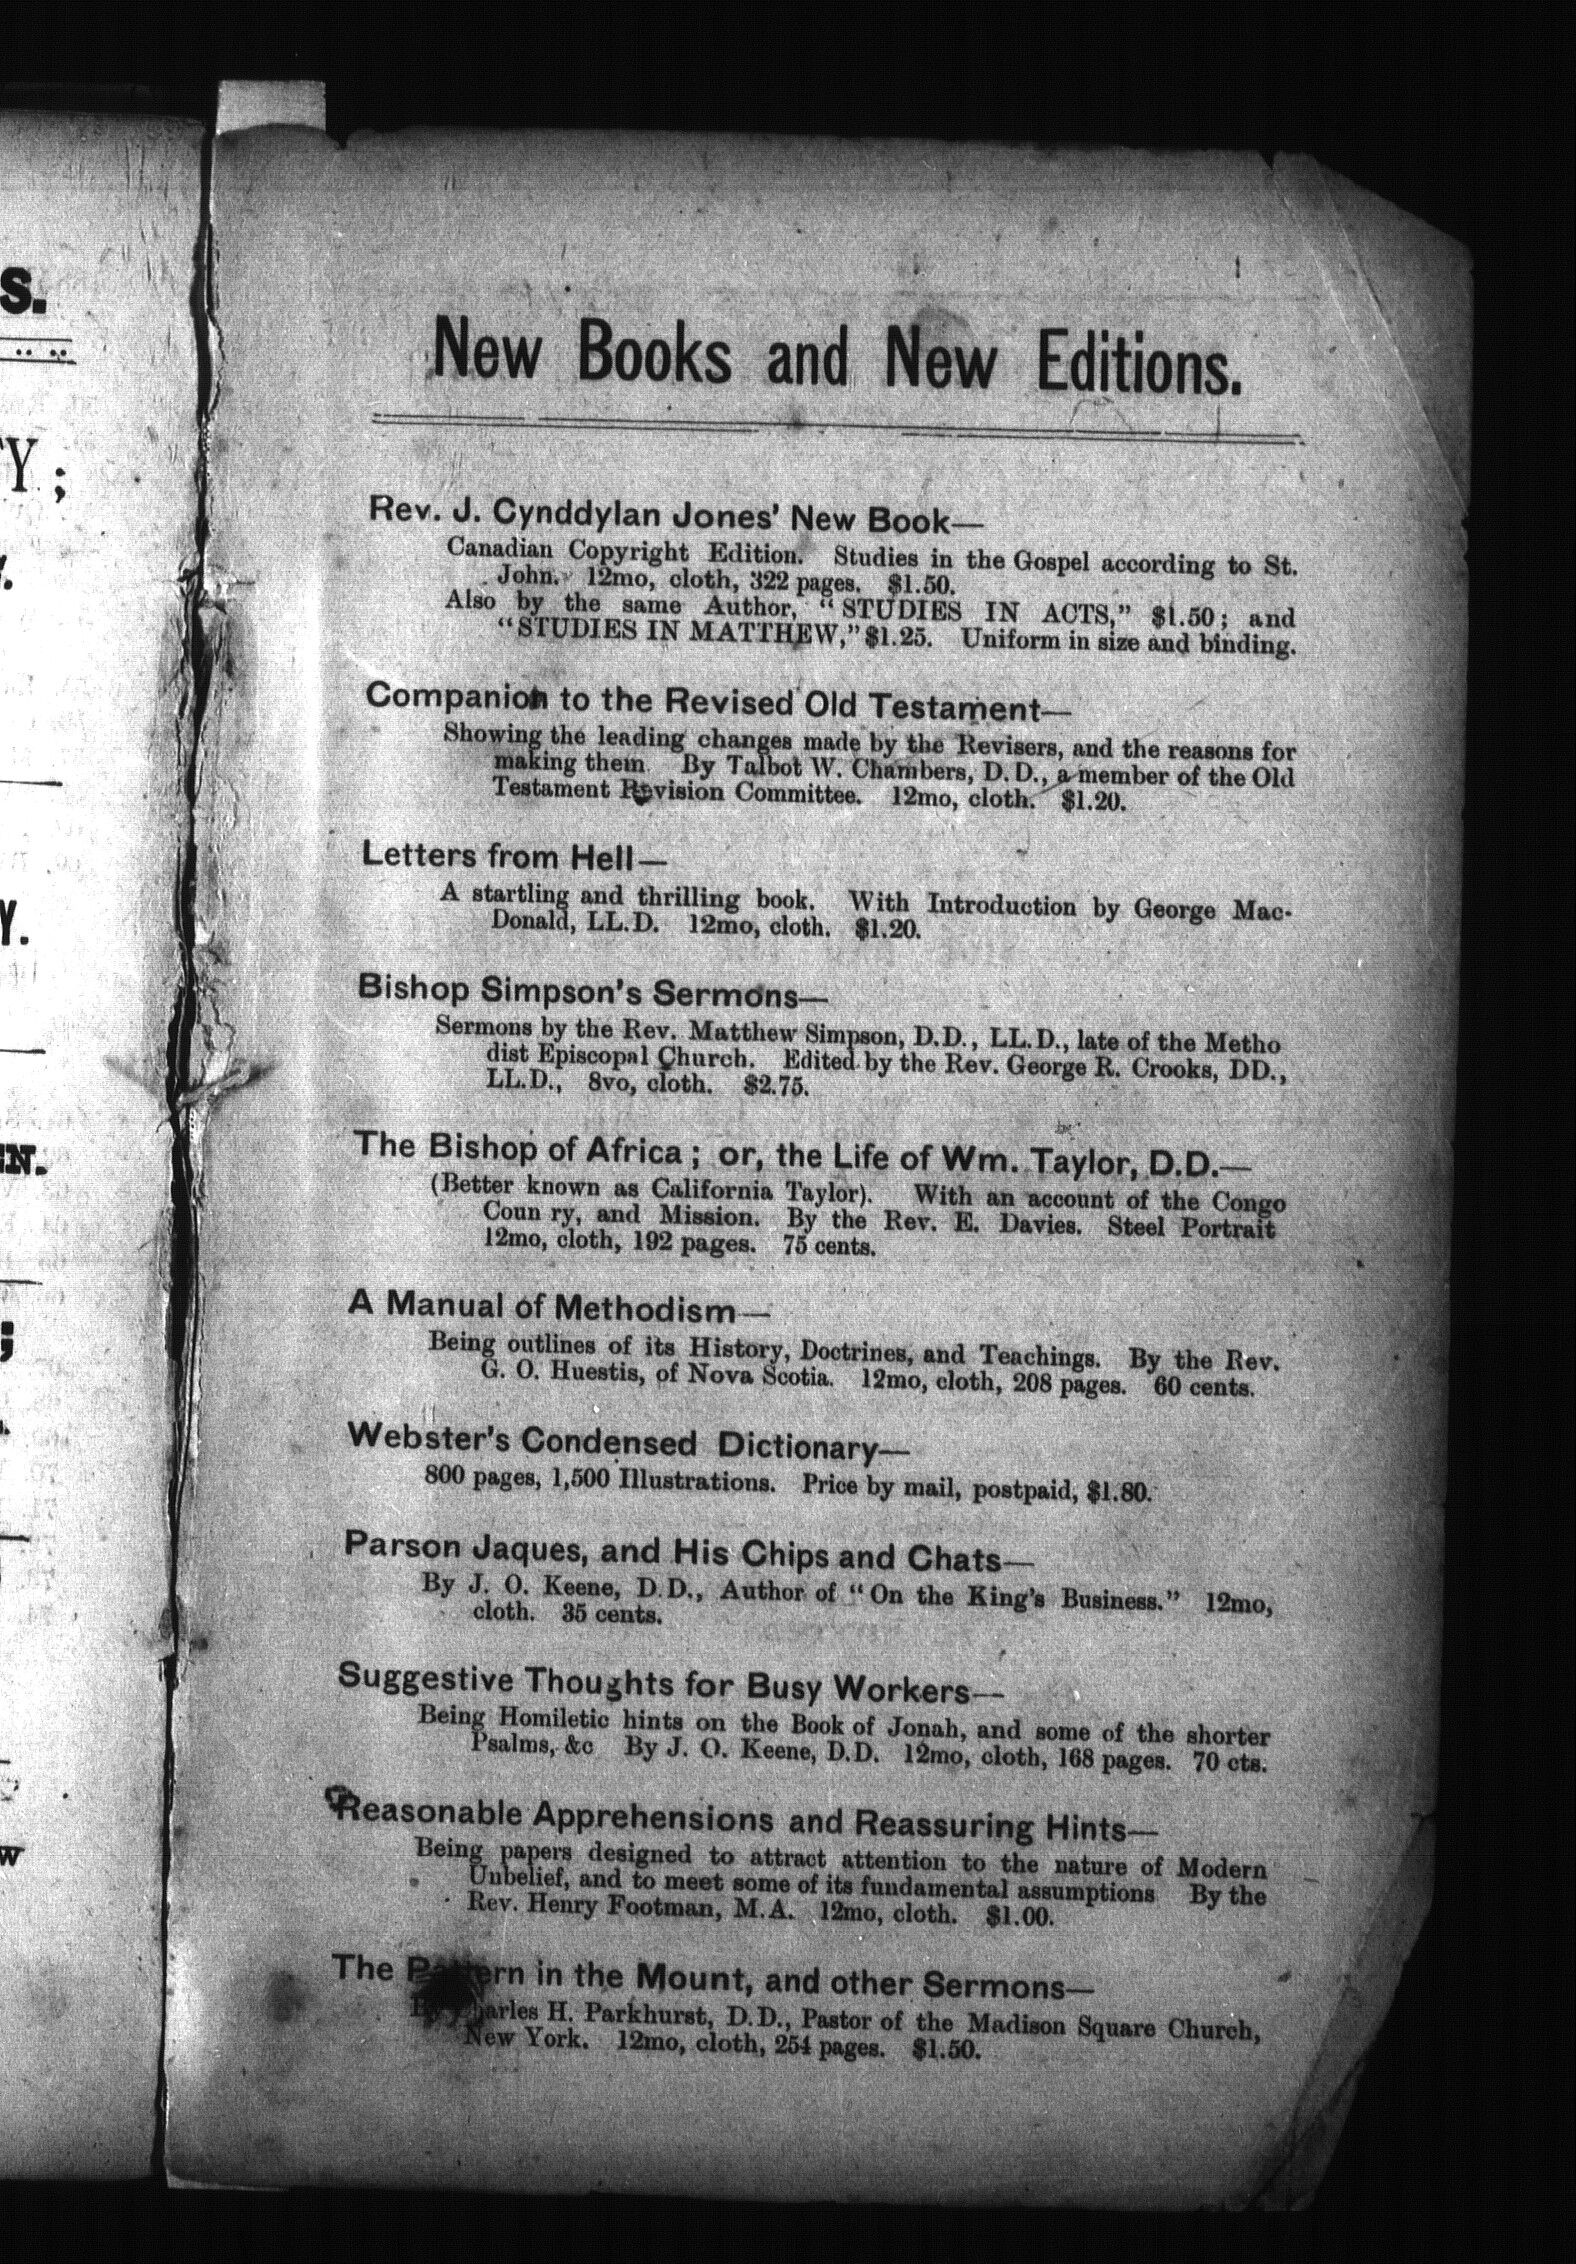 s.
TY;
Y.
EN.
;
w
New Books and New Editions.
Rev. J. Cynddylan Jones' New Book—
Canadian Copyright Edition. Studies in the Gospel according to St.
John. 12mo, cloth, 322 pages. $1.50.
Also by the same Author, "STUDIES IN ACTS," $1.50; and
"STUDIES IN MATTHEW," $1.25. Uniform in size and binding.
Companion to the Revised Old Testament—
Showing the leading changes made by the Revisers, and the reasons for
making them. By Talbot W. Chambers, D.D., a member of the Old
Testament Revision Committee. 12mo, cloth. $1.20.
Letters from Hell—
A startling and thrilling book. With Introduction by George Mac-
Donald, LL.D. 12mo, cloth. $1.20.
Bishop Simpson's Sermons—
Sermons by the Rev. Matthew Simpson, D.D., LL.D., late of the Metho
dist Episcopal Church. Edited by the Rev. George R. Crooks, DD.,
LL.D., 8vo, cloth. $2.75.
The Bishop of Africa; or, the Life of Wm. Taylor, D.D.—
(Better known as California Taylor). With an account of the Congo
Coun ry, and Mission. By the Rev. E. Davies. Steel Portrait
12mo, cloth, 192 pages. 75 cents.
A Manual of Methodism—
Being outlines of its History, Doctrines, and Teachings. By the Rev.
G. O. Huestis, of Nova Scotia. 12mo, cloth, 208 pages. 60 cents.
Webster's Condensed Dictionary—
800 pages, 1,500 Illustrations. Price by mail, postpaid, $1.80.
Parson Jaques, and His Chips and Chats—
By J. O. Keene, D.D., Author of "On the King's Business." 12mo,
cloth. 35 cents.
Suggestive Thoughts for Busy Workers—
Being Homiletic hints on the Book of Jonah, and some of the shorter
Psalms, &c By J. O. Keene, D.D. 12mo, cloth, 168 pages. 70 cts.
Reasonable Apprehensions and Reassuring Hints—
Being papers designed to attract attention to the nature of Modern
Unbelief, and to meet some of its fundamental assumptions By the
Rev. Henry Footman, M.A. 12mo, cloth. $1.00.
The Pattern in the Mount, and other Sermons—
By Charles H. Parkhurst, D.D., Pastor of the Madison Square Church,
New York. 12mo, cloth, 254 pages. $1.50.